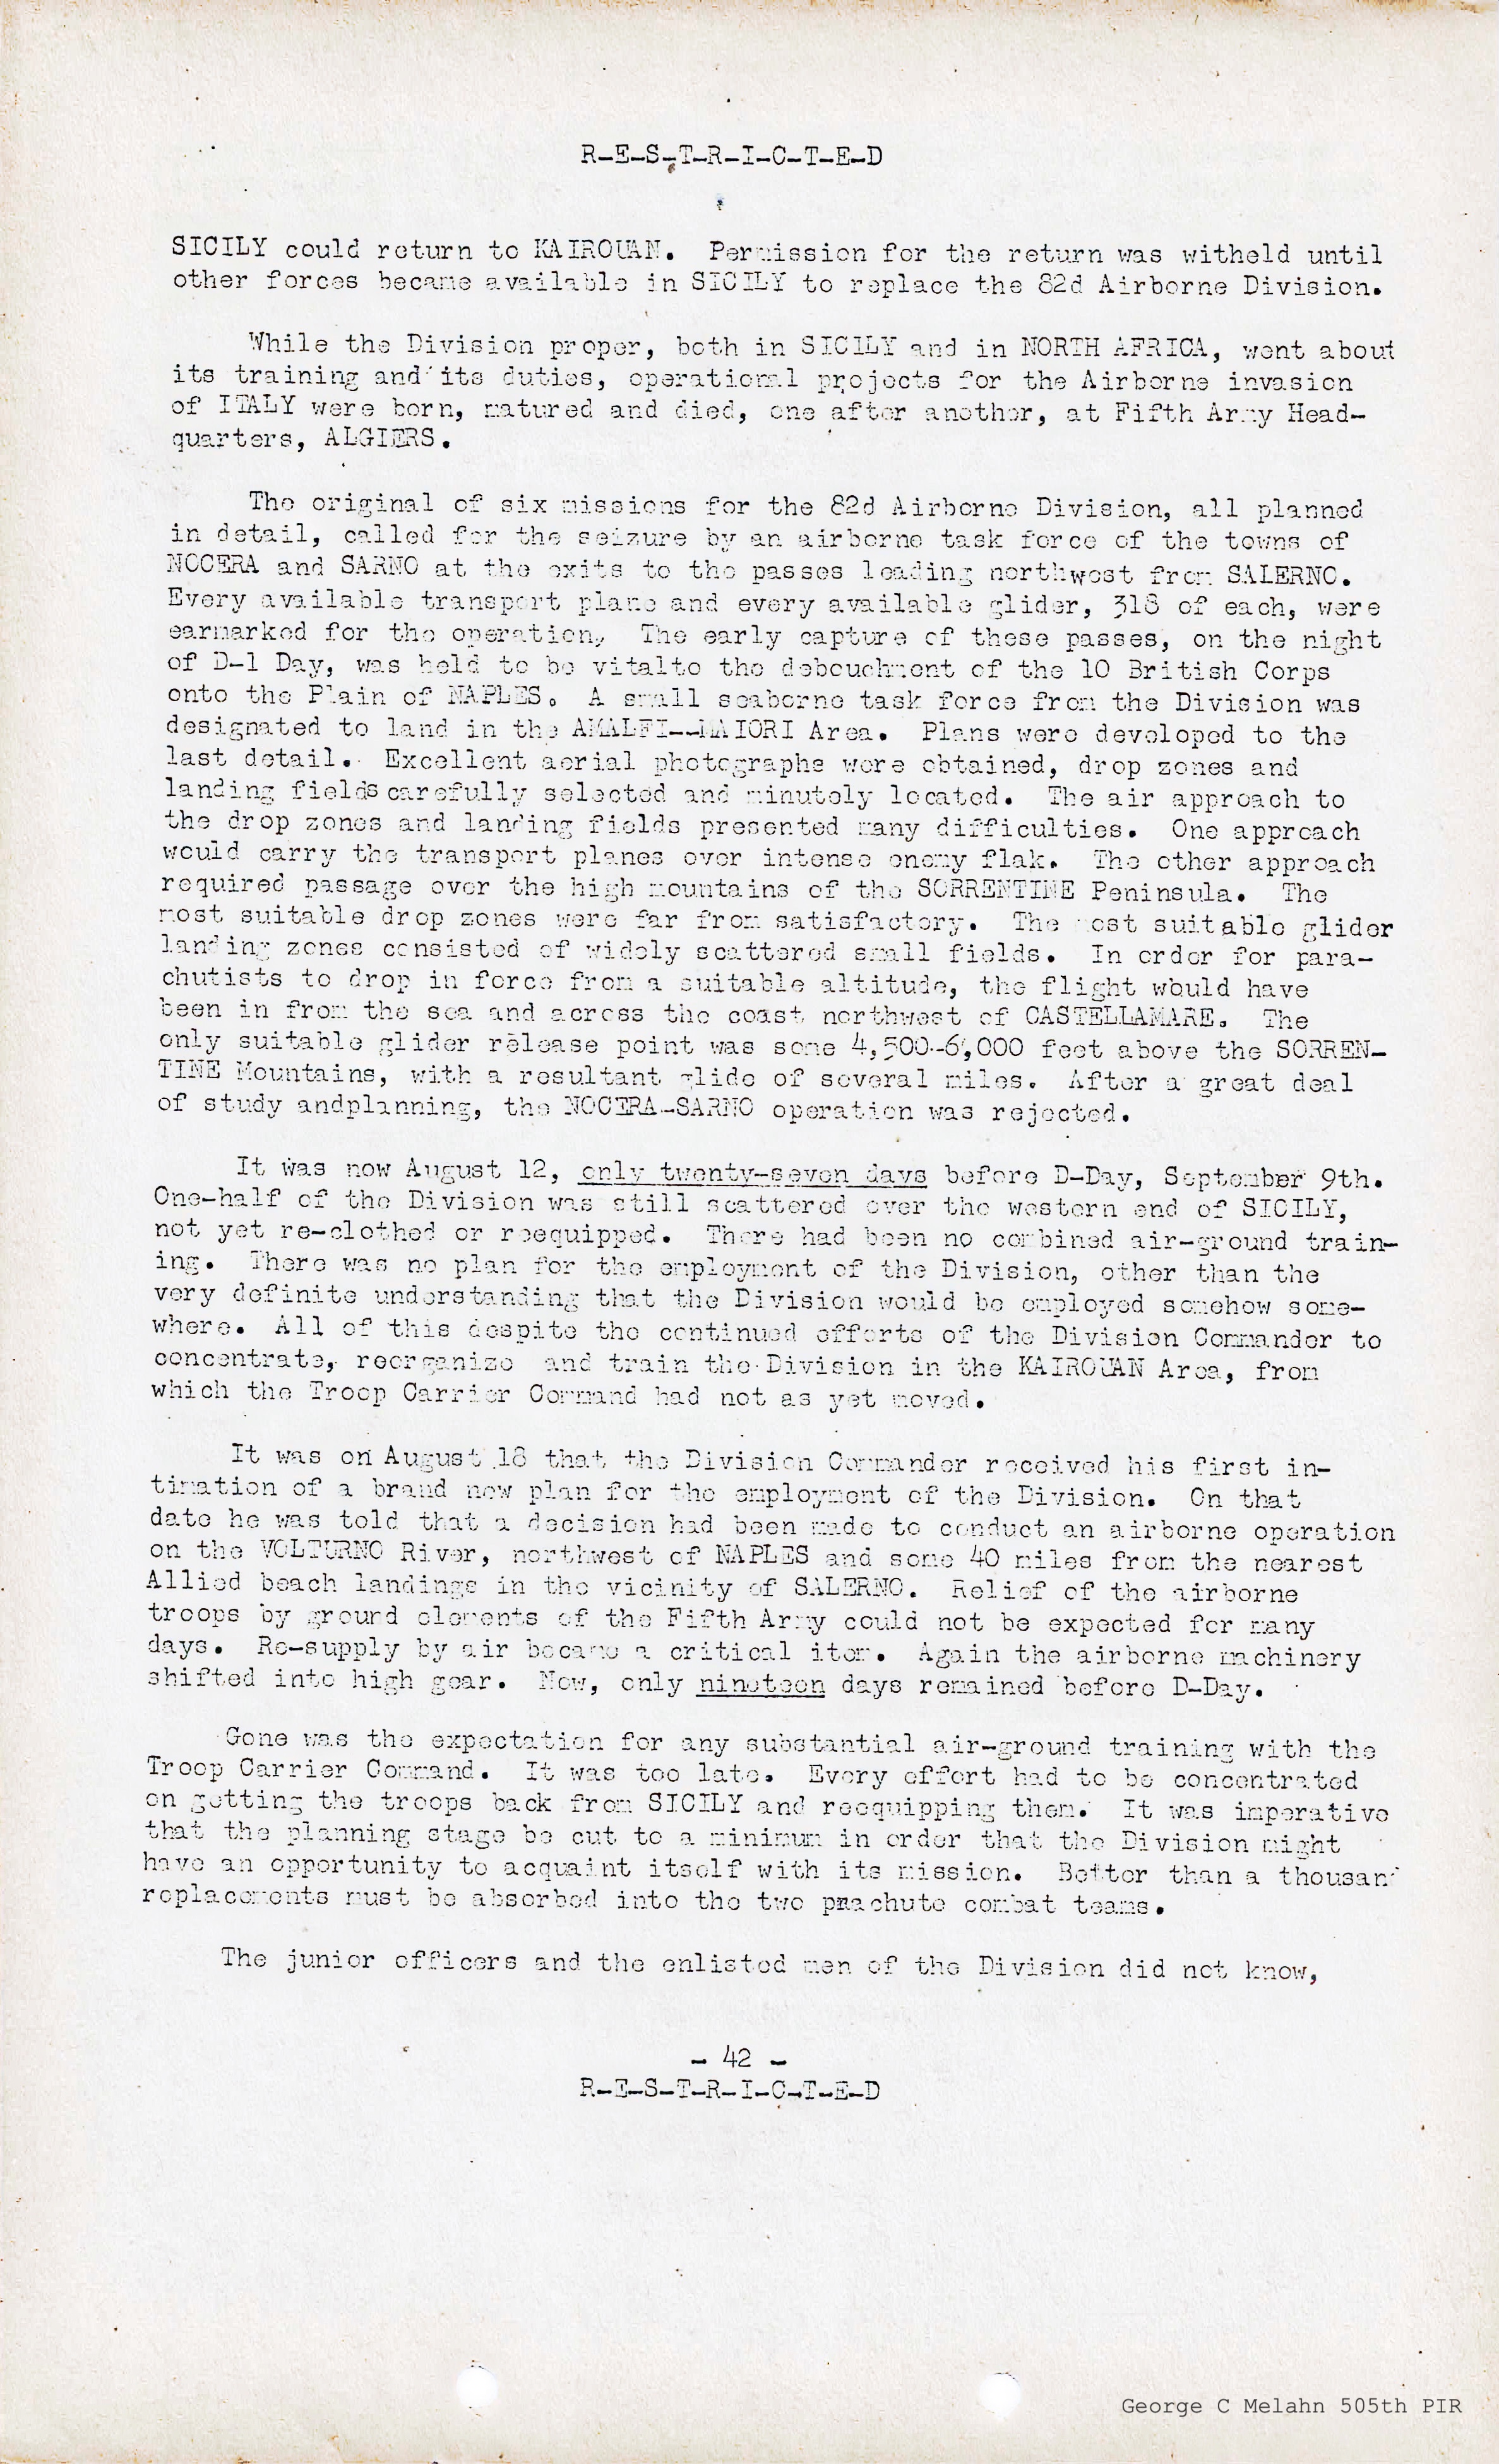 R-E-S-T-R-I-C-T-E-D
SICILY could return to KAIROUAN. Permission for the return was witheld until
other forces became available in SICILY to replace the 82d Airborne Division.
While the Division proper, both in SICILY and in NORTH AFRICA, went about
its training and its duties, operational projects for the Airborne invasion
of ITALY were born, matured and died, one after another, at Fifth Army Head-
quarters, ALGIERS.
The original of six missions for the 82d Airborne Division, all planned
in detail, called for the seizure by an airborne task force of the towns of
NOCERA and SARNO at the exits to the passes leading northwest from SALERNO.
Every available transport plane and every available glider, 318 of each, were
earmarked for the operation. The early capture of these passes, on the night
of D-1 Day, was held to be vitalto the debouchment of the 10 British Corps
onto the Plain of NAPLES. A small seaborne task force from the Division was
designated to land in the AMALFI--MAIORI Area. Plans were developed to the
last detail. Excellent aerial photographs were obtained, drop zones and
landing fields carefully selected and minutely located. The air approach to
the drop zones and landing fields presented many difficulties. One approach
would carry the transport planes over intense enemy flak. The other approach
required passage over the high mountains of the SORRENTINE Peninsula. The
most suitable drop zones were far from satisfactory. The most suitable glider
landing zones consisted of widely scattered small fields. In order for para-
chutists to drop in force from a suitable altitude, the flight would have
been in from the sea and across the coast northwest of CASTELLAMARE. The
only suitable glider release point was some 4,500--6,000 feet above the SORREN-
TINE Mountains, with a resultant glide of several miles. After a great deal
of study andplanning, the NOCERA-SARNO operation was rejected.
It was now August 12, only twenty-seven days before D-Day, September 9th.
One-half of the Division was still scattered over the western end of SICILY,
not yet re-clothed or reequipped. There had been no combined air-ground train-
ing. There was no plan for the employment of the Division, other than the
very definite understanding that the Division would be employed somehow some-
where. All of this despite the continued efforts of the Division Commander to
concentrate, reorganize and train the Division in the KAIROUAN Area, from
which the Troop Carrier Command had not as yet moved.
It was on August 18 that the Division Commander received his first in-
timation of a brand new plan for the employment of the Division. On that
date he was told that a decision had been made to conduct an airborne operation
on the VOLTURNO River, northwest of NAPLES and some 40 miles from the nearest
Allied beach landings in the vicinity of SALERNO. Relief of the airborne
troops by ground elements of the Fifth Army could not be expected for many
days. Re-supply by air became a critical item. Again the airborne machinery
shifted into high gear. Now, only nineteen days remained before D-Day.
Gone was the expectation for any substantial air-ground training with the
Troop Carrier Command. It was too late. Every effort had to be concentrated
on getting the troops back from SICILY and reequipping them. It was imperative
that the planning stage be cut to a minimum in order that the Division might
have an opportunity to acquaint itself with its mission. Better than a thousand
replacements must be absorbed into the two prachute combat teams.
The junior officers and the enlisted men of the Division did not know,
- 42 -
R-E-S-T-R-I-C-T-E-D
George C Melahn 505th PIR